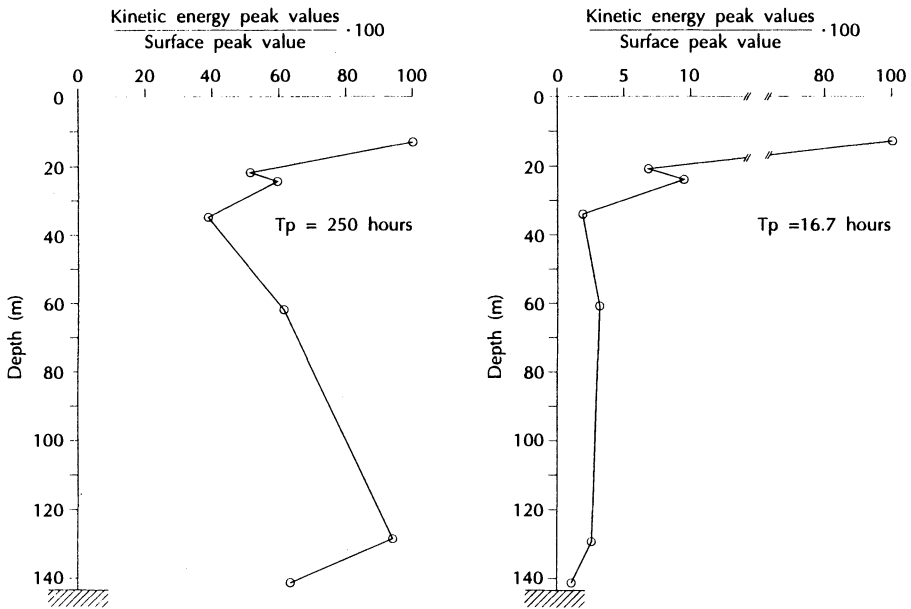 Kinetic energy peak values
Surface peak value
·100
0 20 40 60 80 100
0
20
40
60
80
100
120
140
Depth (m)
Tp = 250 hours
Kinetic energy peak values
Surface peak value
·100
0 5 10 80 100
0
20
40
60
80
100
120
140
Depth (m)
Tp =16.7 hours